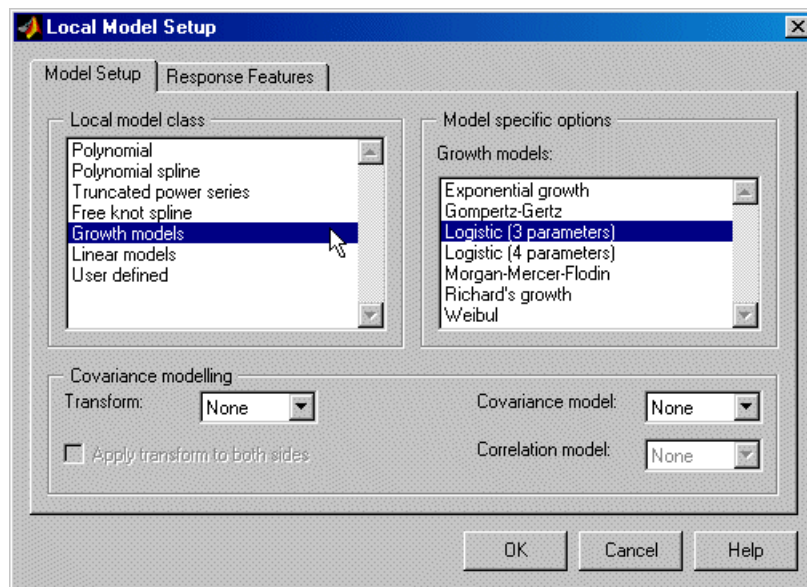 Local Model Setup
Model Setup
Response Features
Local model class
Polynomial
Polynomial spline
Truncated power series
Free knot spline
Growth models
Linear models
User defined
Model specific options
Growth models:
Exponential growth
Gompertz-Gertz
Logistic (3 parameters)
Logistic (4 parameters)
Morgan-Mercer-Flodin
Richard's growth
Weibul
Covariance modelling
Transform: None
Apply transform to both sides
Covariance model: None
Correlation model: None
OK
Cancel
Help